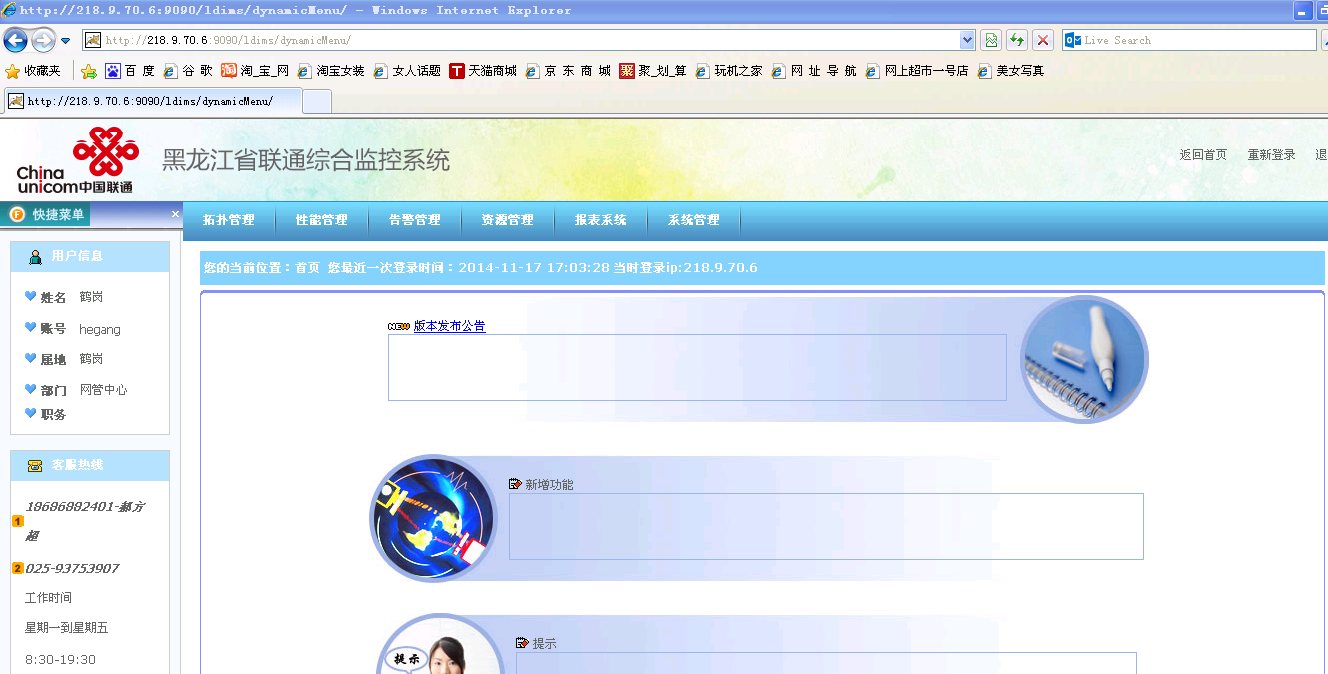 http://218.9.70.6:9090/ldims/dynamicMenu/ - Windows Internet Explorer
http://218.9.70.6:9090/ldims/dynamicMenu/
Live Search
收藏夹 百 度 谷 歌 淘_宝_网 淘宝女装 女人话题 天猫商城 京 东 商 城 聚_划_算 玩机之家 网 址 导 航 网上超市一号店 美女写真
http://218.9.70.6:9090/ldims/dynamicMenu/
China unicom中国联通
黑龙江省联通综合监控系统
返回首页 重新登录 退
快捷菜单
拓扑管理 性能管理 告警管理 资源管理 报表系统 系统管理
用户信息
您的当前位置：首页 您最近一次登录时间：2014-11-17 17:03:28 当时登录ip:218.9.70.6
姓名 鹤岗
账号 hegang
属地 鹤岗
部门 网管中心
职务
NEW 版本发布公告
客服热线
1 18686882401-郝方
超
2 025-93753907
工作时间
星期一到星期五
8:30-19:30
新增功能
提示
提示